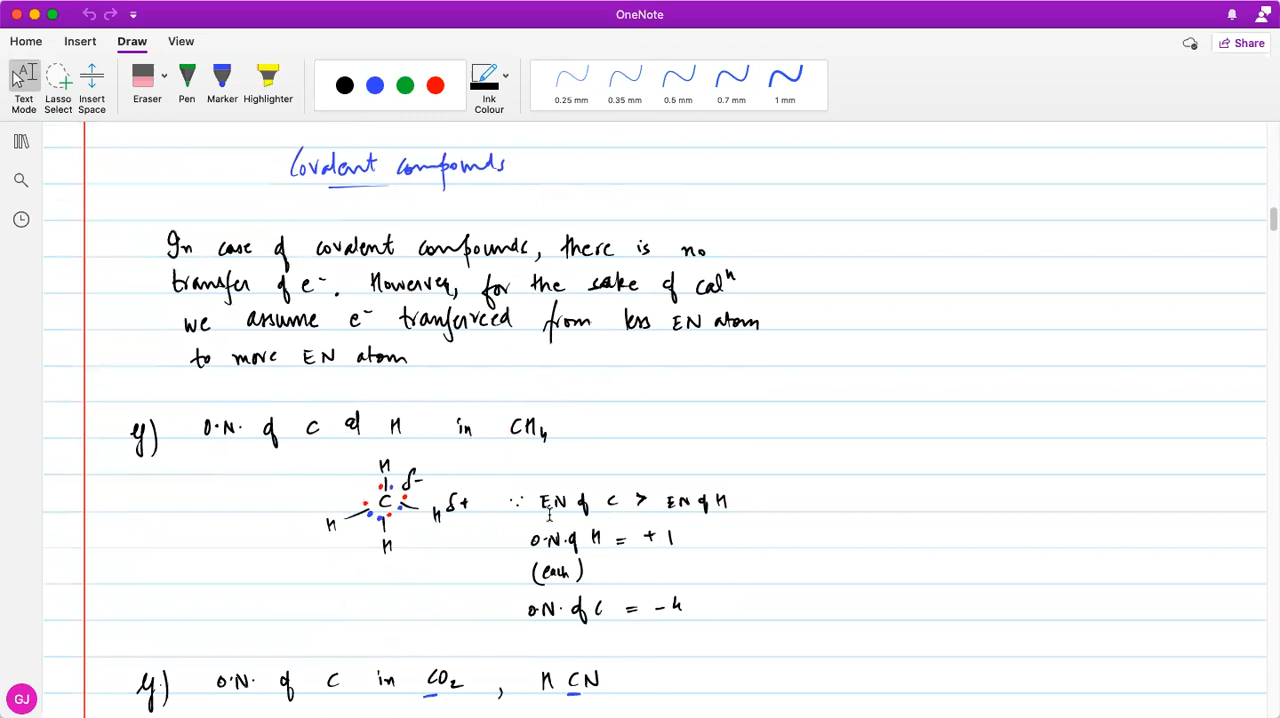 OneNote
Home Insert Draw View
Share
Text Mode
Lasso Select
Insert Space
Eraser
Pen
Marker
Highlighter
Ink Colour
0.25 mm
0.35 mm
0.5 mm
0.7 mm
1 mm
Covalent compounds
In case of covalent compounds, there is no
transfer of e⁻. However, for the sake of calⁿ
we assume e⁻ tranferred from less EN atom
to more EN atom
eg) O.N. of C and H in CH₄
H
δ-
C
H
H δ+
H
∵ EN of C > EN of H
O.N. of H = +1
(each)
O.N. of C = -4
eg.) O.N. of C in CO₂ , HCN
GJ